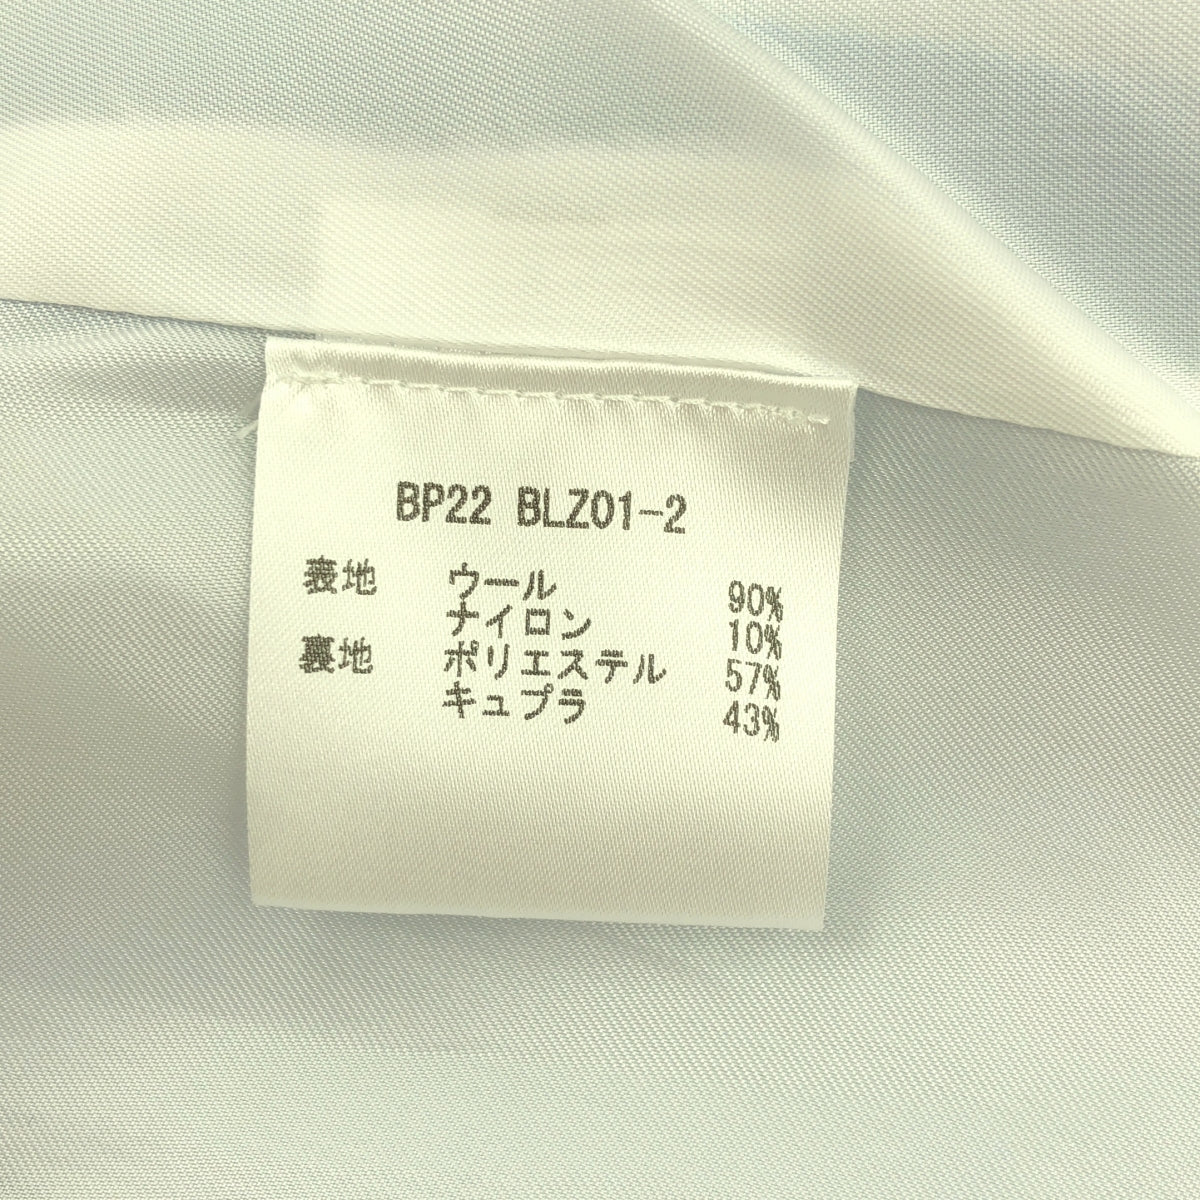 BP22 BLZ01-2
表地 ウール 90%
ナイロン 10%
裏地 ポリエステル 57%
キュプラ 43%